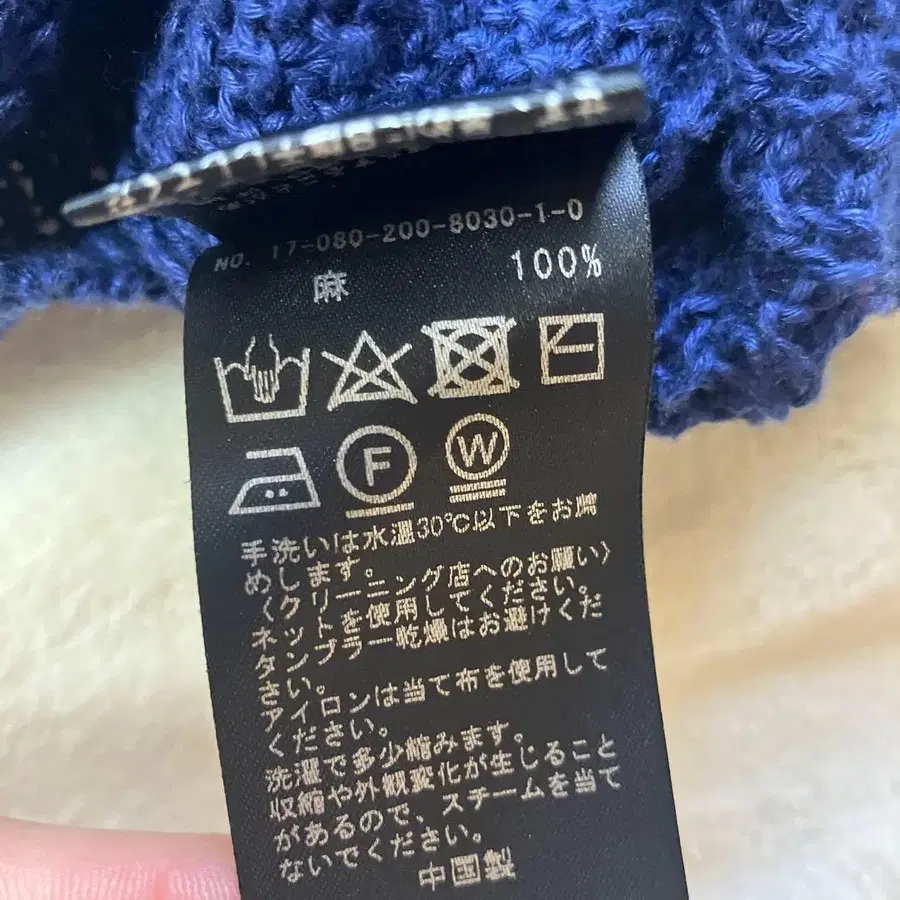 NO. 17-080-200-8030-1-0
麻 100%
F W
手洗いは水温30℃以下をお薦
めします。
〈クリーニング店へのお願い〉
ネットを使用してください。
タンブラー乾燥はお避けくだ
さい。
アイロンは当て布を使用して
ください。
洗濯で多少縮みます。
収縮や外観変化が生じること
があるので、スチームを当て
ないでください。
中国製